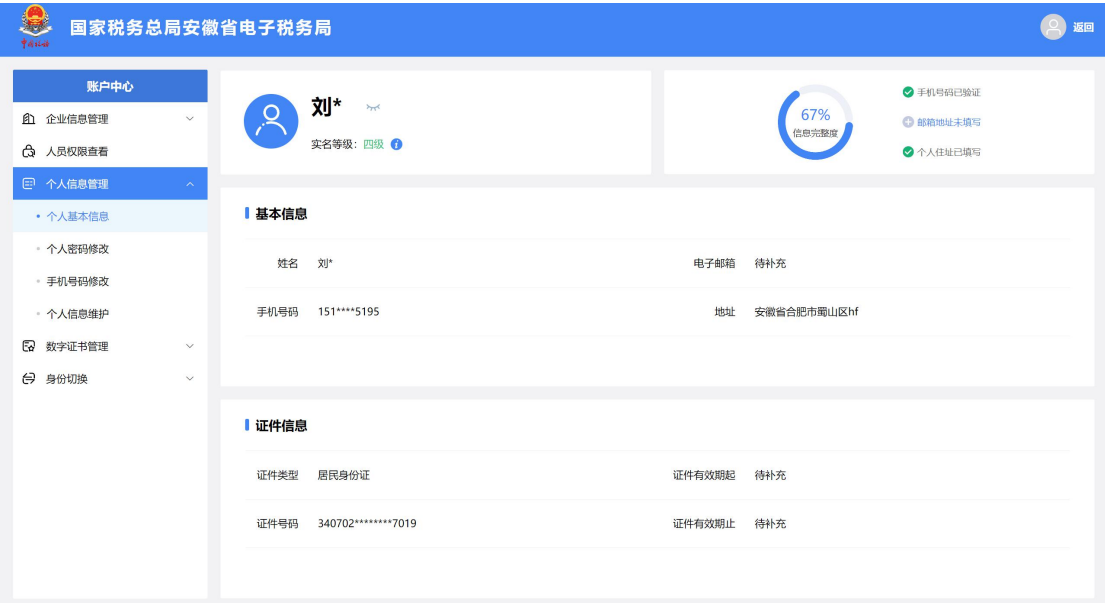 国家税务总局安徽省电子税务局
中国税务
返回
账户中心
企业信息管理
人员权限查看
个人信息管理
个人基本信息
个人密码修改
手机号码修改
个人信息维护
数字证书管理
身份切换
刘*
实名等级：四级
67%
信息完整度
手机号码已验证
邮箱地址未填写
个人住址已填写
基本信息
姓名 刘* 电子邮箱 待补充
手机号码 151****5195 地址 安徽省合肥市蜀山区hf
证件信息
证件类型 居民身份证 证件有效期起 待补充
证件号码 340702********7019 证件有效期止 待补充